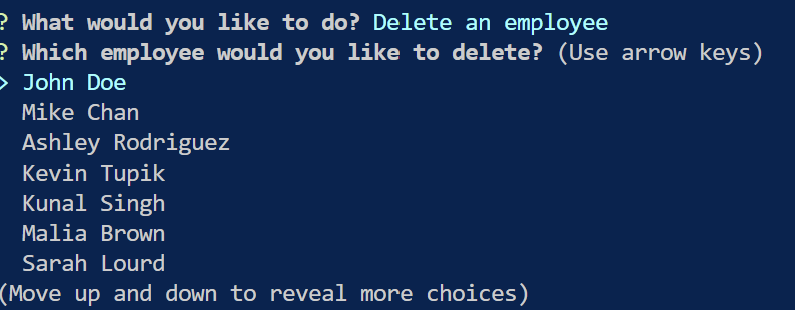 ? What would you like to do? Delete an employee
? Which employee would you like to delete? (Use arrow keys)
> John Doe
Mike Chan
Ashley Rodriguez
Kevin Tupik
Kunal Singh
Malia Brown
Sarah Lourd
(Move up and down to reveal more choices)